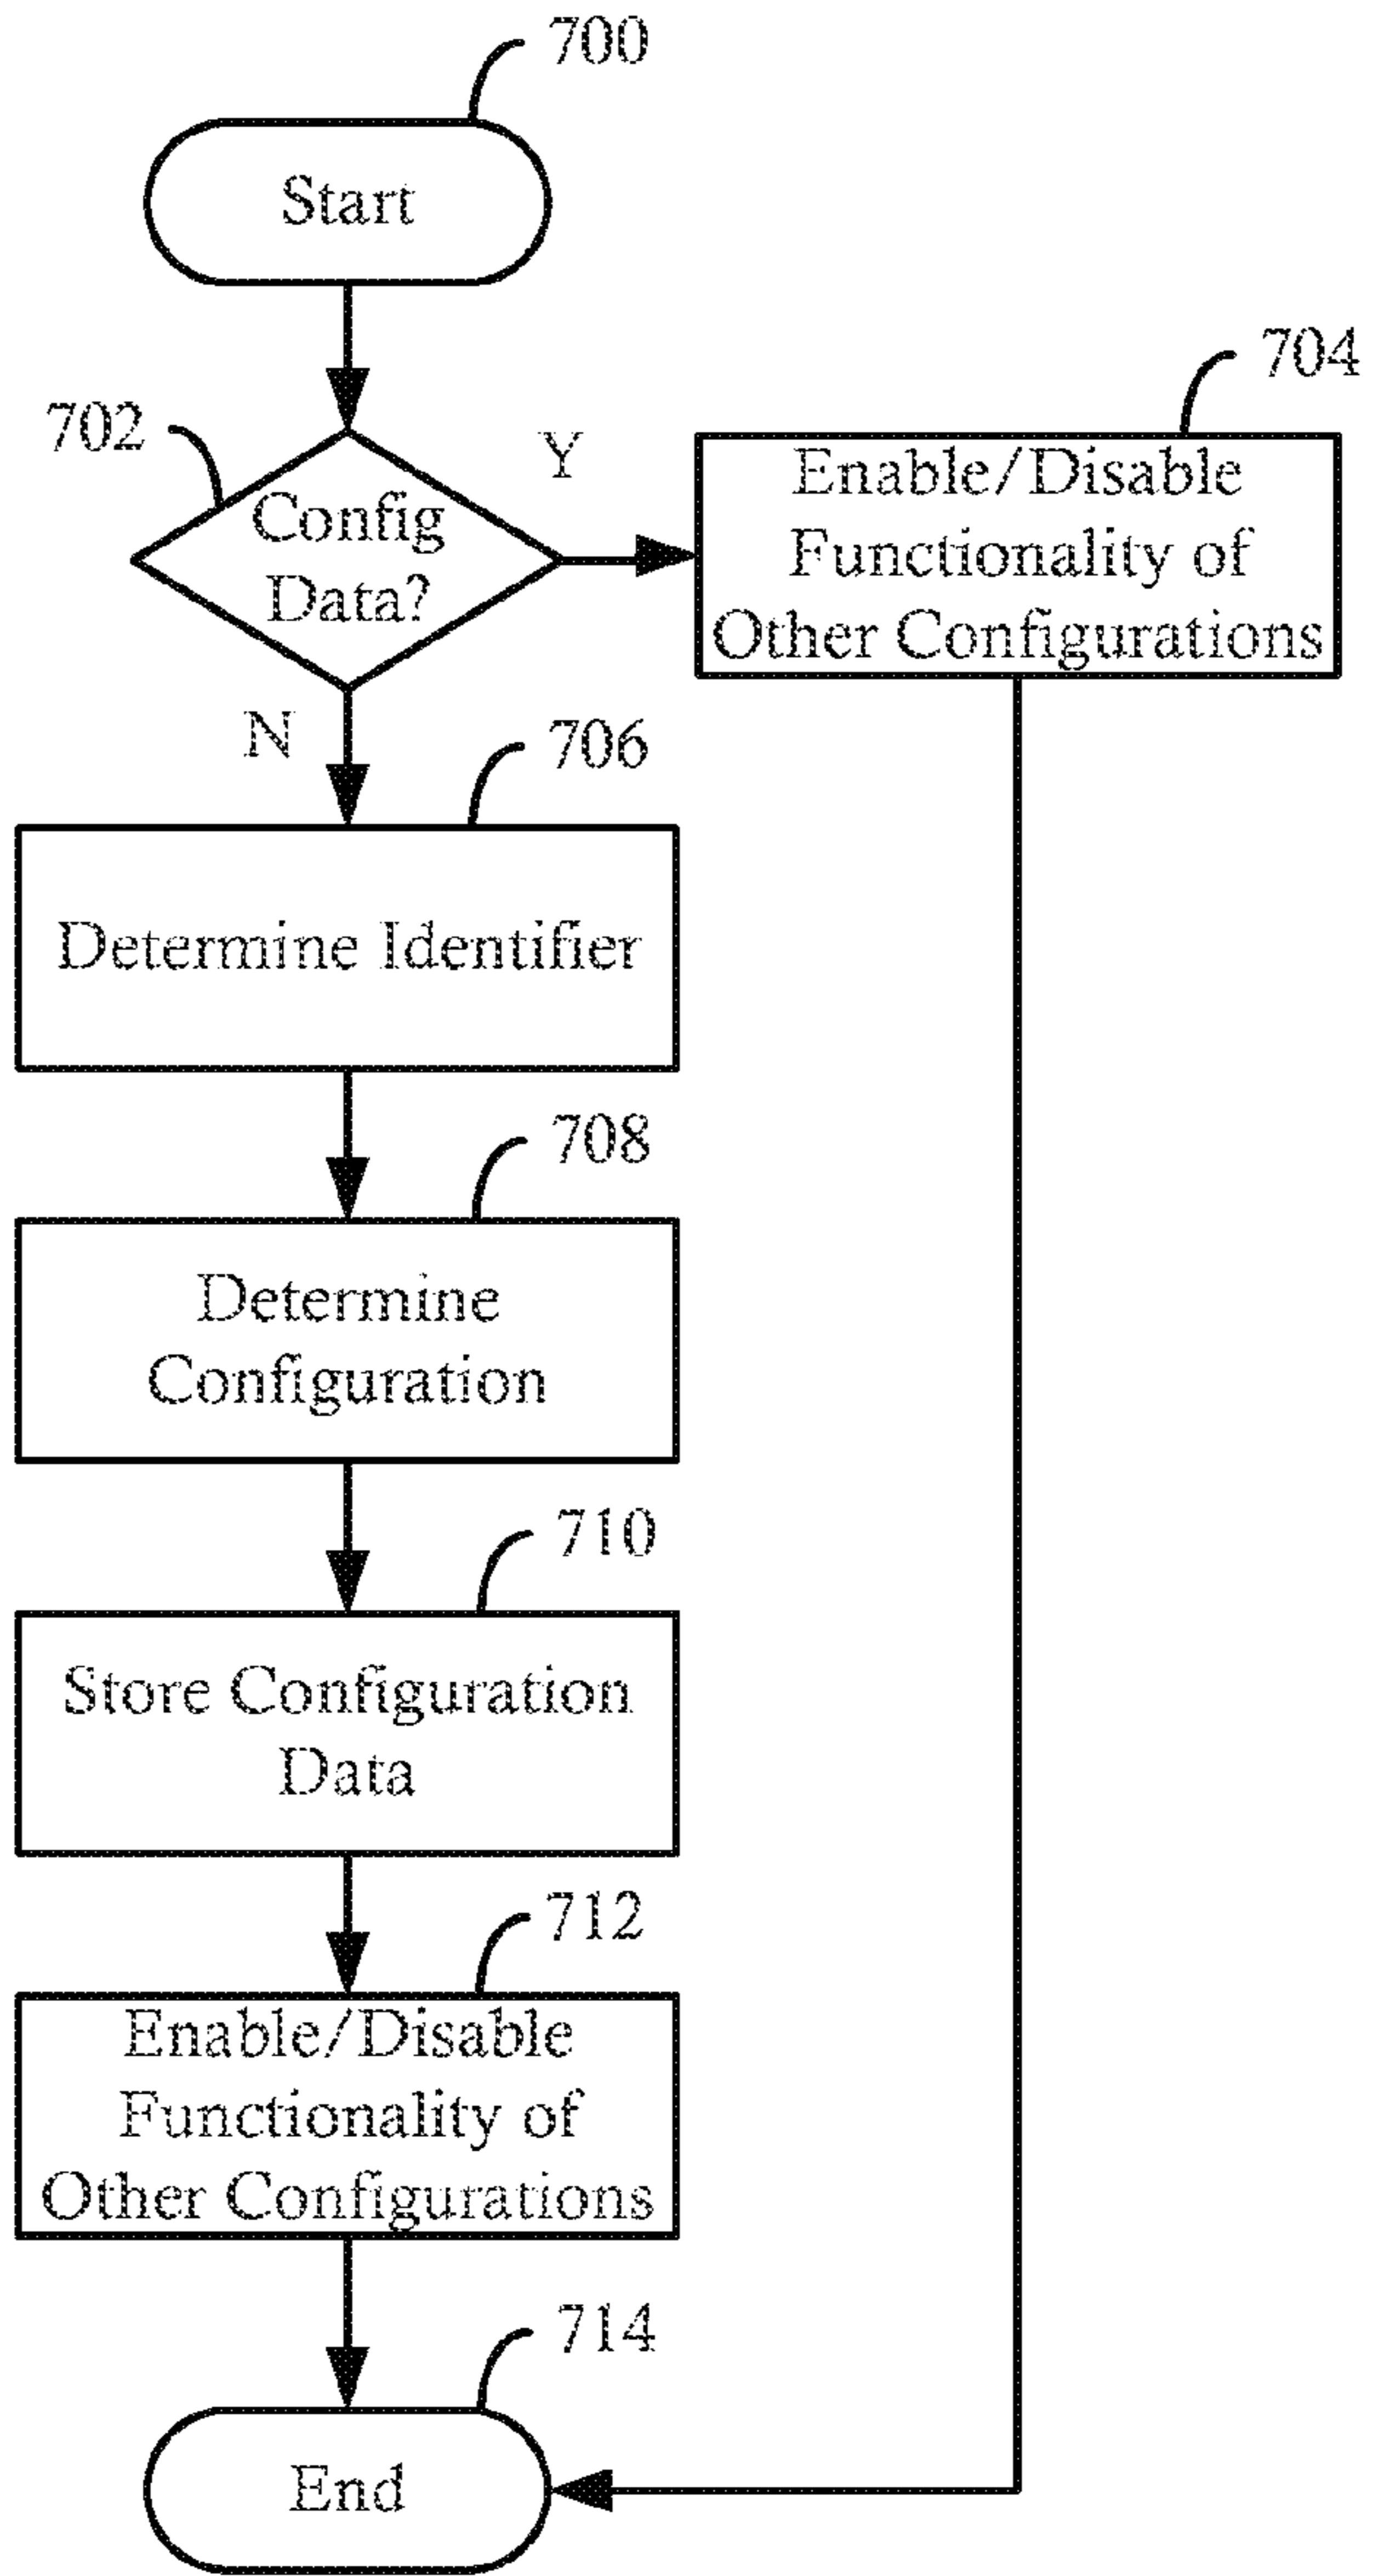 700
Start
702
Config
Data?
Y
704
Enable/Disable
Functionality of
Other Configurations
N
706
Determine Identifier
708
Determine
Configuration
710
Store Configuration
Data
712
Enable/Disable
Functionality of
Other Configurations
714
End